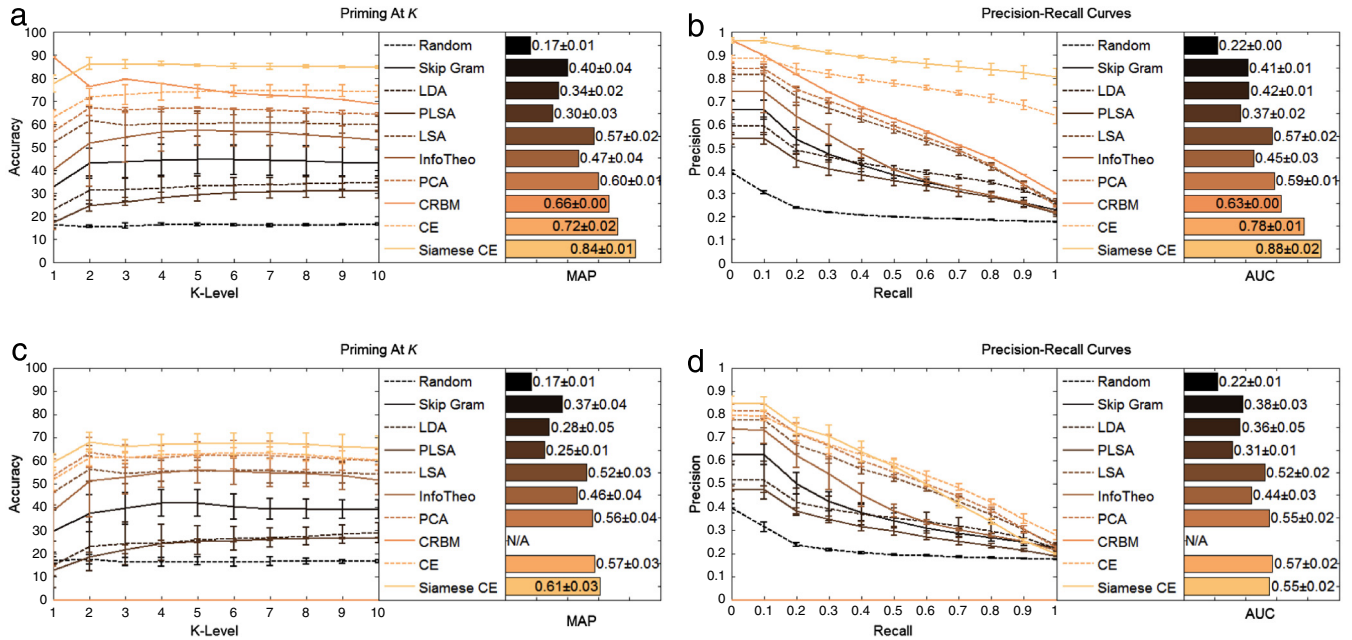 a
Priming At K
Accuracy
100
90
80
70
60
50
40
30
20
10
0
1 2 3 4 5 6 7 8 9 10
K-Level
Random 0.17±0.01
Skip Gram 0.40±0.04
LDA 0.34±0.02
PLSA 0.30±0.03
LSA 0.57±0.02
InfoTheo 0.47±0.04
PCA 0.60±0.01
CRBM 0.66±0.00
CE 0.72±0.02
Siamese CE 0.84±0.01
MAP
b
Precision-Recall Curves
Precision
1
0.9
0.8
0.7
0.6
0.5
0.4
0.3
0.2
0.1
0
0 0.1 0.2 0.3 0.4 0.5 0.6 0.7 0.8 0.9 1
Recall
Random 0.22±0.00
Skip Gram 0.41±0.01
LDA 0.42±0.01
PLSA 0.37±0.02
LSA 0.57±0.02
InfoTheo 0.45±0.03
PCA 0.59±0.01
CRBM 0.63±0.00
CE 0.78±0.01
Siamese CE 0.88±0.02
AUC
c
Priming At K
Accuracy
100
90
80
70
60
50
40
30
20
10
0
1 2 3 4 5 6 7 8 9 10
K-Level
Random 0.17±0.01
Skip Gram 0.37±0.04
LDA 0.28±0.05
PLSA 0.25±0.01
LSA 0.52±0.03
InfoTheo 0.46±0.04
PCA 0.56±0.04
CRBM N/A
CE 0.57±0.03
Siamese CE 0.61±0.03
MAP
d
Precision-Recall Curves
Precision
1
0.9
0.8
0.7
0.6
0.5
0.4
0.3
0.2
0.1
0
0 0.1 0.2 0.3 0.4 0.5 0.6 0.7 0.8 0.9 1
Recall
Random 0.22±0.01
Skip Gram 0.38±0.03
LDA 0.36±0.05
PLSA 0.31±0.01
LSA 0.52±0.02
InfoTheo 0.44±0.03
PCA 0.55±0.02
CRBM N/A
CE 0.57±0.02
Siamese CE 0.55±0.02
AUC